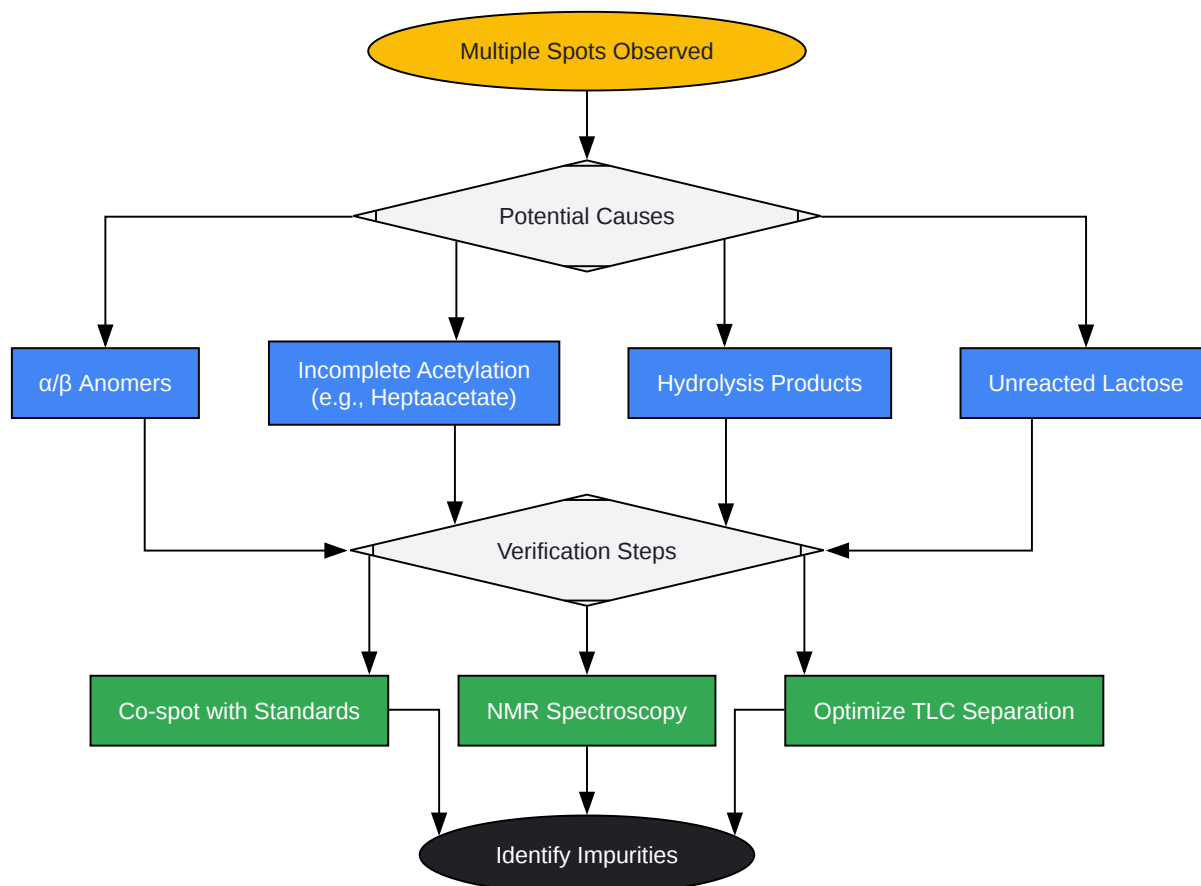 Multiple Spots Observed
Potential Causes
α/β Anomers
Incomplete Acetylation
(e.g., Heptaacetate)
Hydrolysis Products
Unreacted Lactose
Verification Steps
Co-spot with Standards
NMR Spectroscopy
Optimize TLC Separation
Identify Impurities